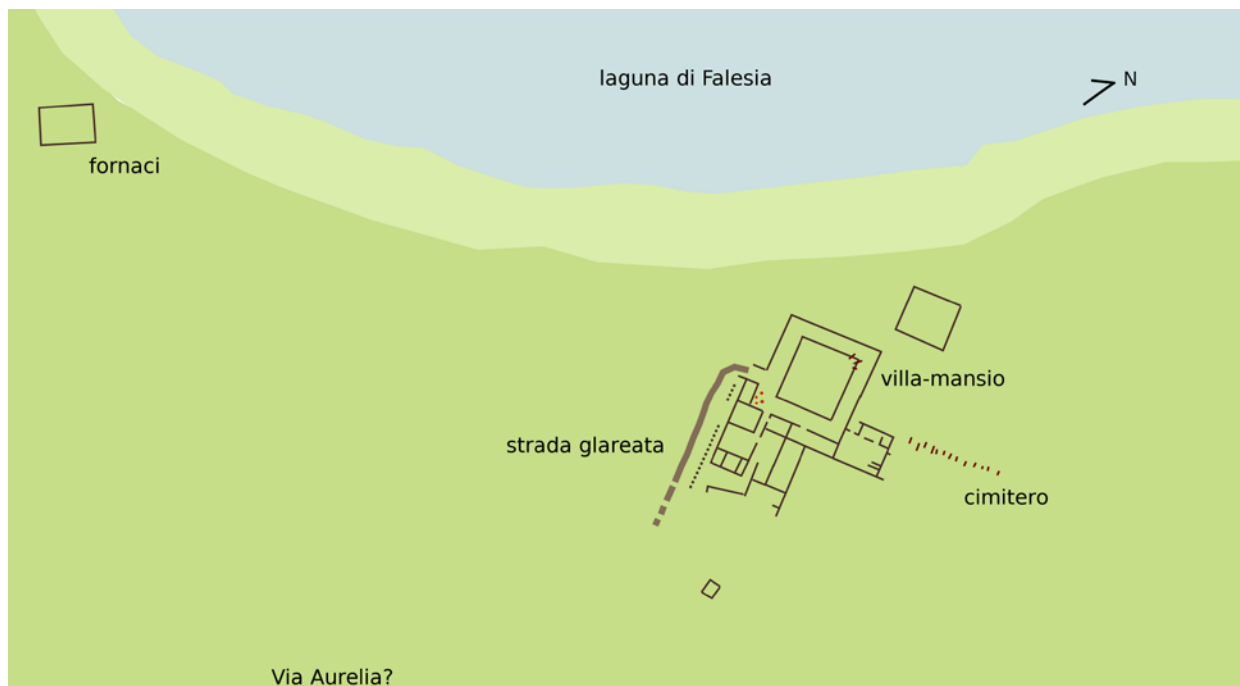 laguna di Falesia
N
fornaci
villa-mansio
strada glareata
cimitero
Via Aurelia?